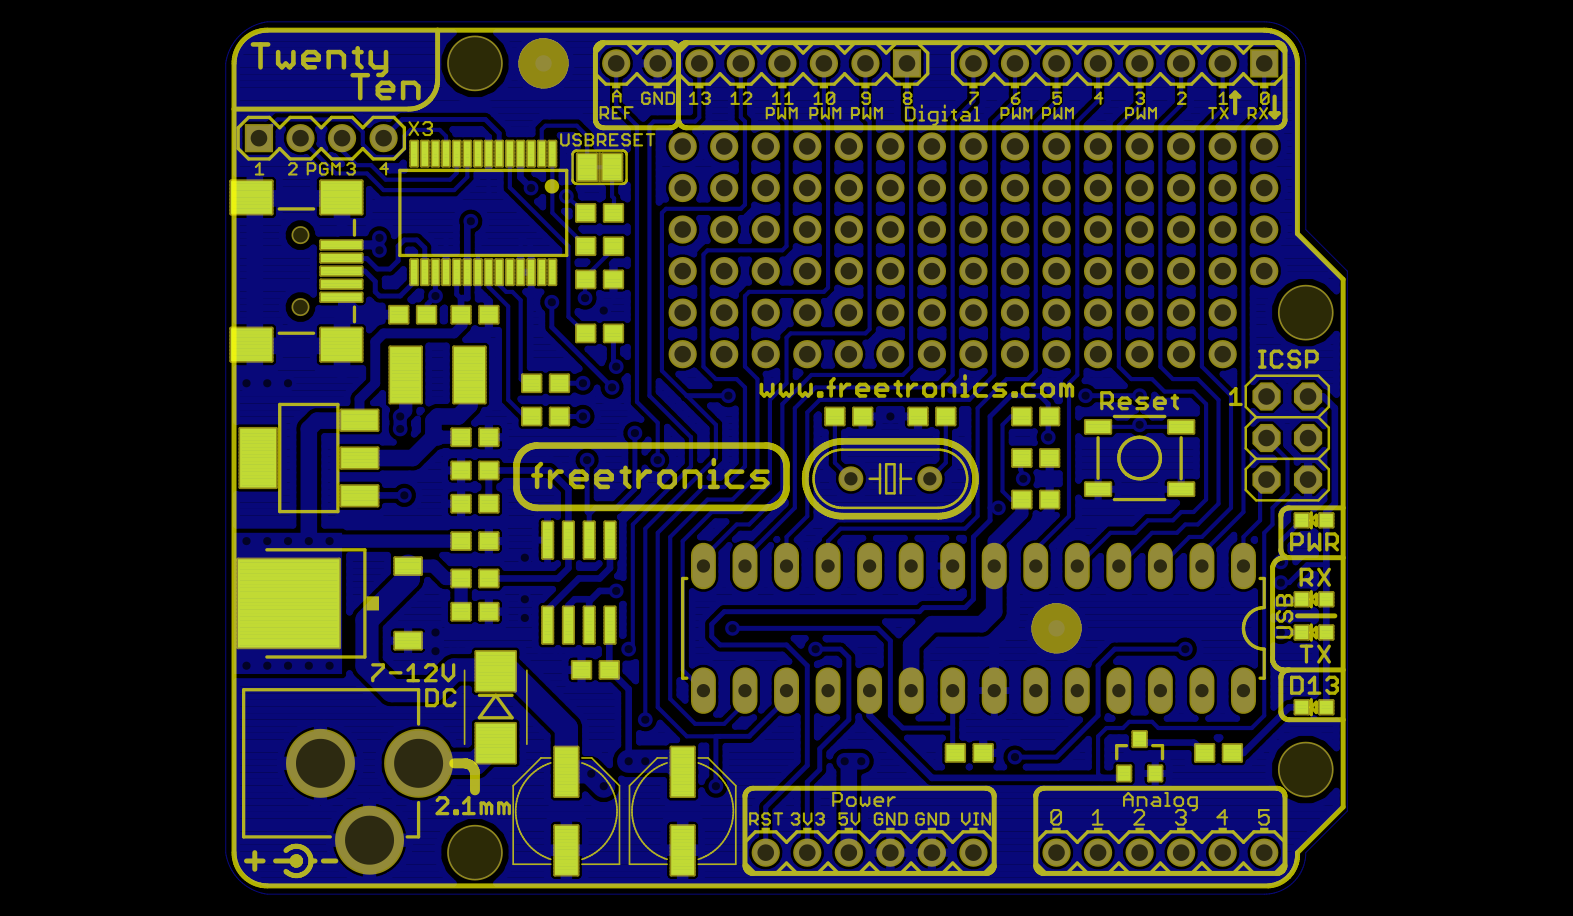 Twenty
Ten
A
REF
GND
13 12 11 10 9 8
PWM PWM PWM
Digital
7 6 5 4 3 2 1 0
PWM PWM PWM TX RX
X3
1 2 PGM 3 4
USBRESET
www.freetronics.com
Reset
ICSP
1
freetronics
PWR
RX
USB
TX
D13
7-12V
DC
2.1mm
+ -
Power
RST 3V3 5V GND GND VIN
Analog
0 1 2 3 4 5